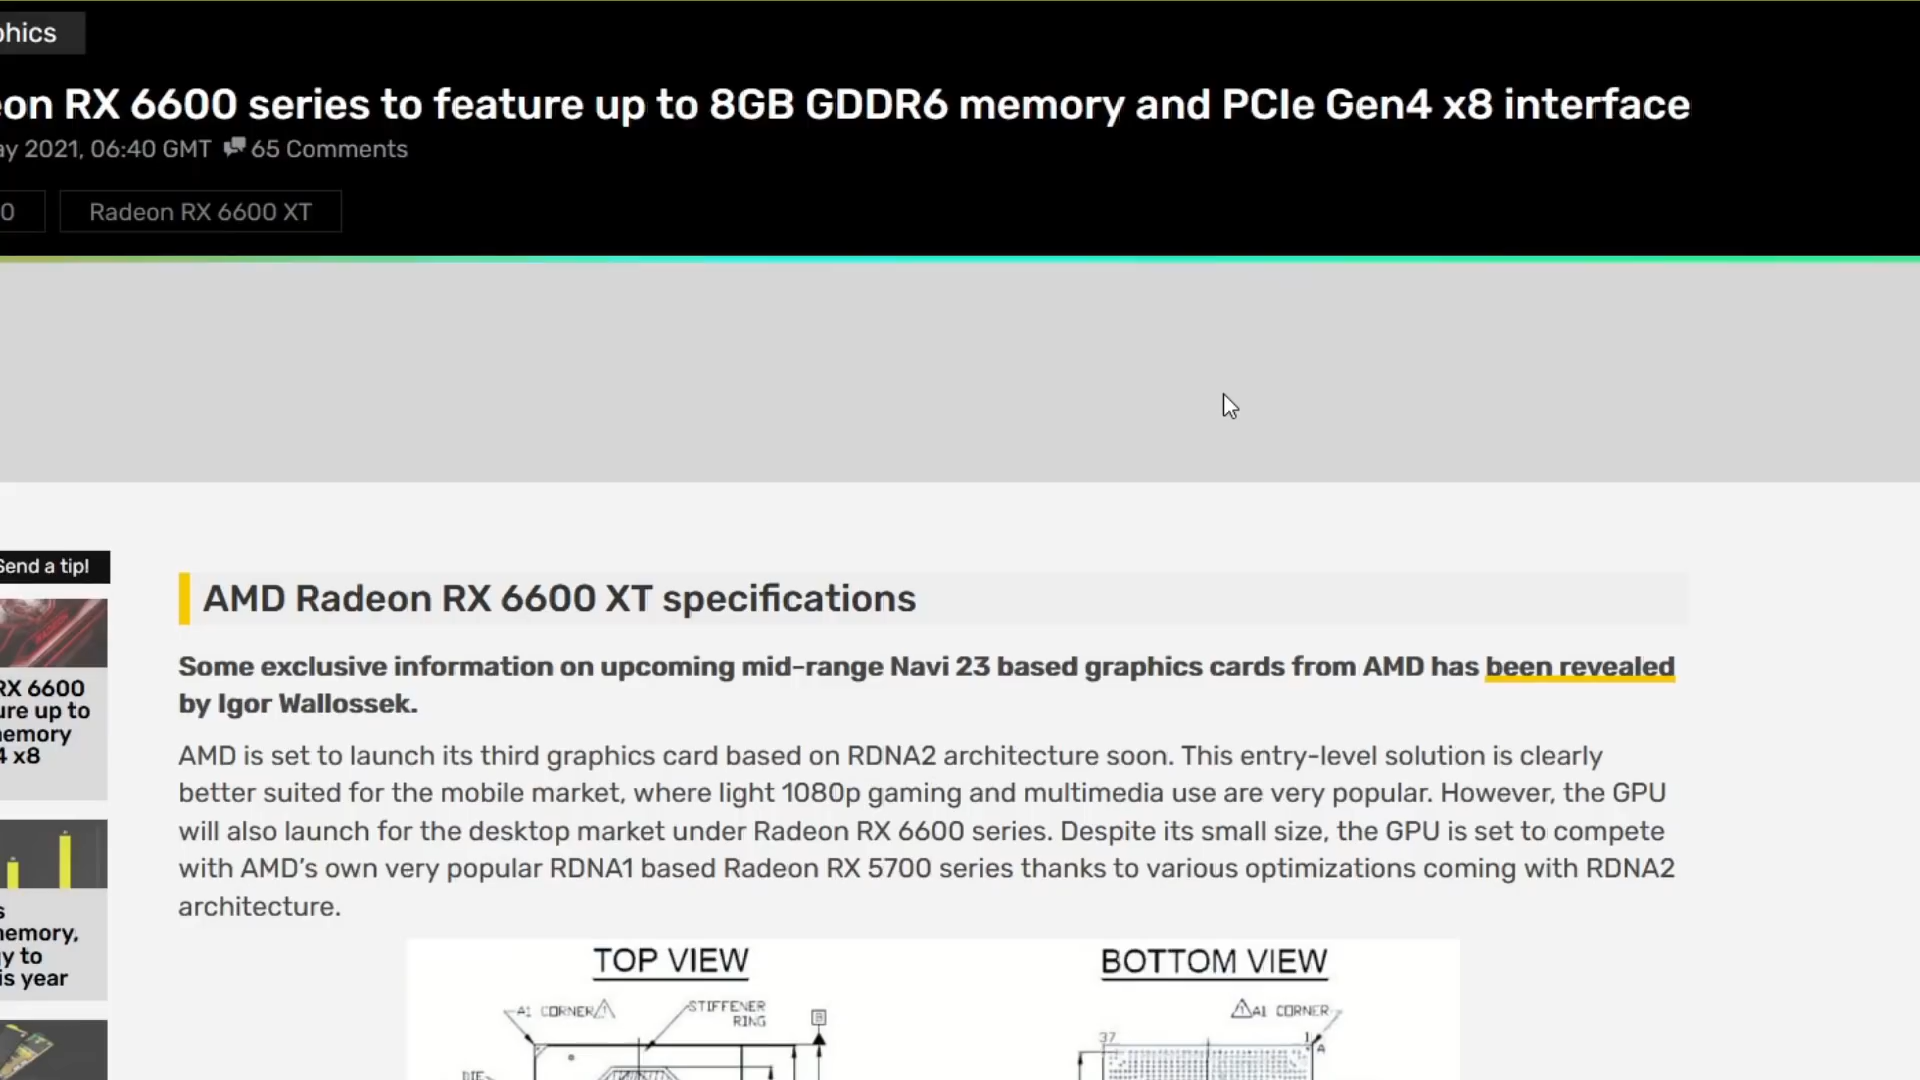 phics
eon RX 6600 series to feature up to 8GB GDDR6 memory and PCIe Gen4 x8 interface
ay 2021, 06:40 GMT 65 Comments
0 Radeon RX 6600 XT
Send a tip!
RX 6600
ure up to
memory
4 x8
s
memory,
gy to
is year
AMD Radeon RX 6600 XT specifications
Some exclusive information on upcoming mid-range Navi 23 based graphics cards from AMD has been revealed
by Igor Wallossek.
AMD is set to launch its third graphics card based on RDNA2 architecture soon. This entry-level solution is clearly
better suited for the mobile market, where light 1080p gaming and multimedia use are very popular. However, the GPU
will also launch for the desktop market under Radeon RX 6600 series. Despite its small size, the GPU is set to compete
with AMD's own very popular RDNA1 based Radeon RX 5700 series thanks to various optimizations coming with RDNA2
architecture.
TOP VIEW
A1 CORNER
STIFFENER
RING
B
DIE
BOTTOM VIEW
A1 CORNER
37
1
A